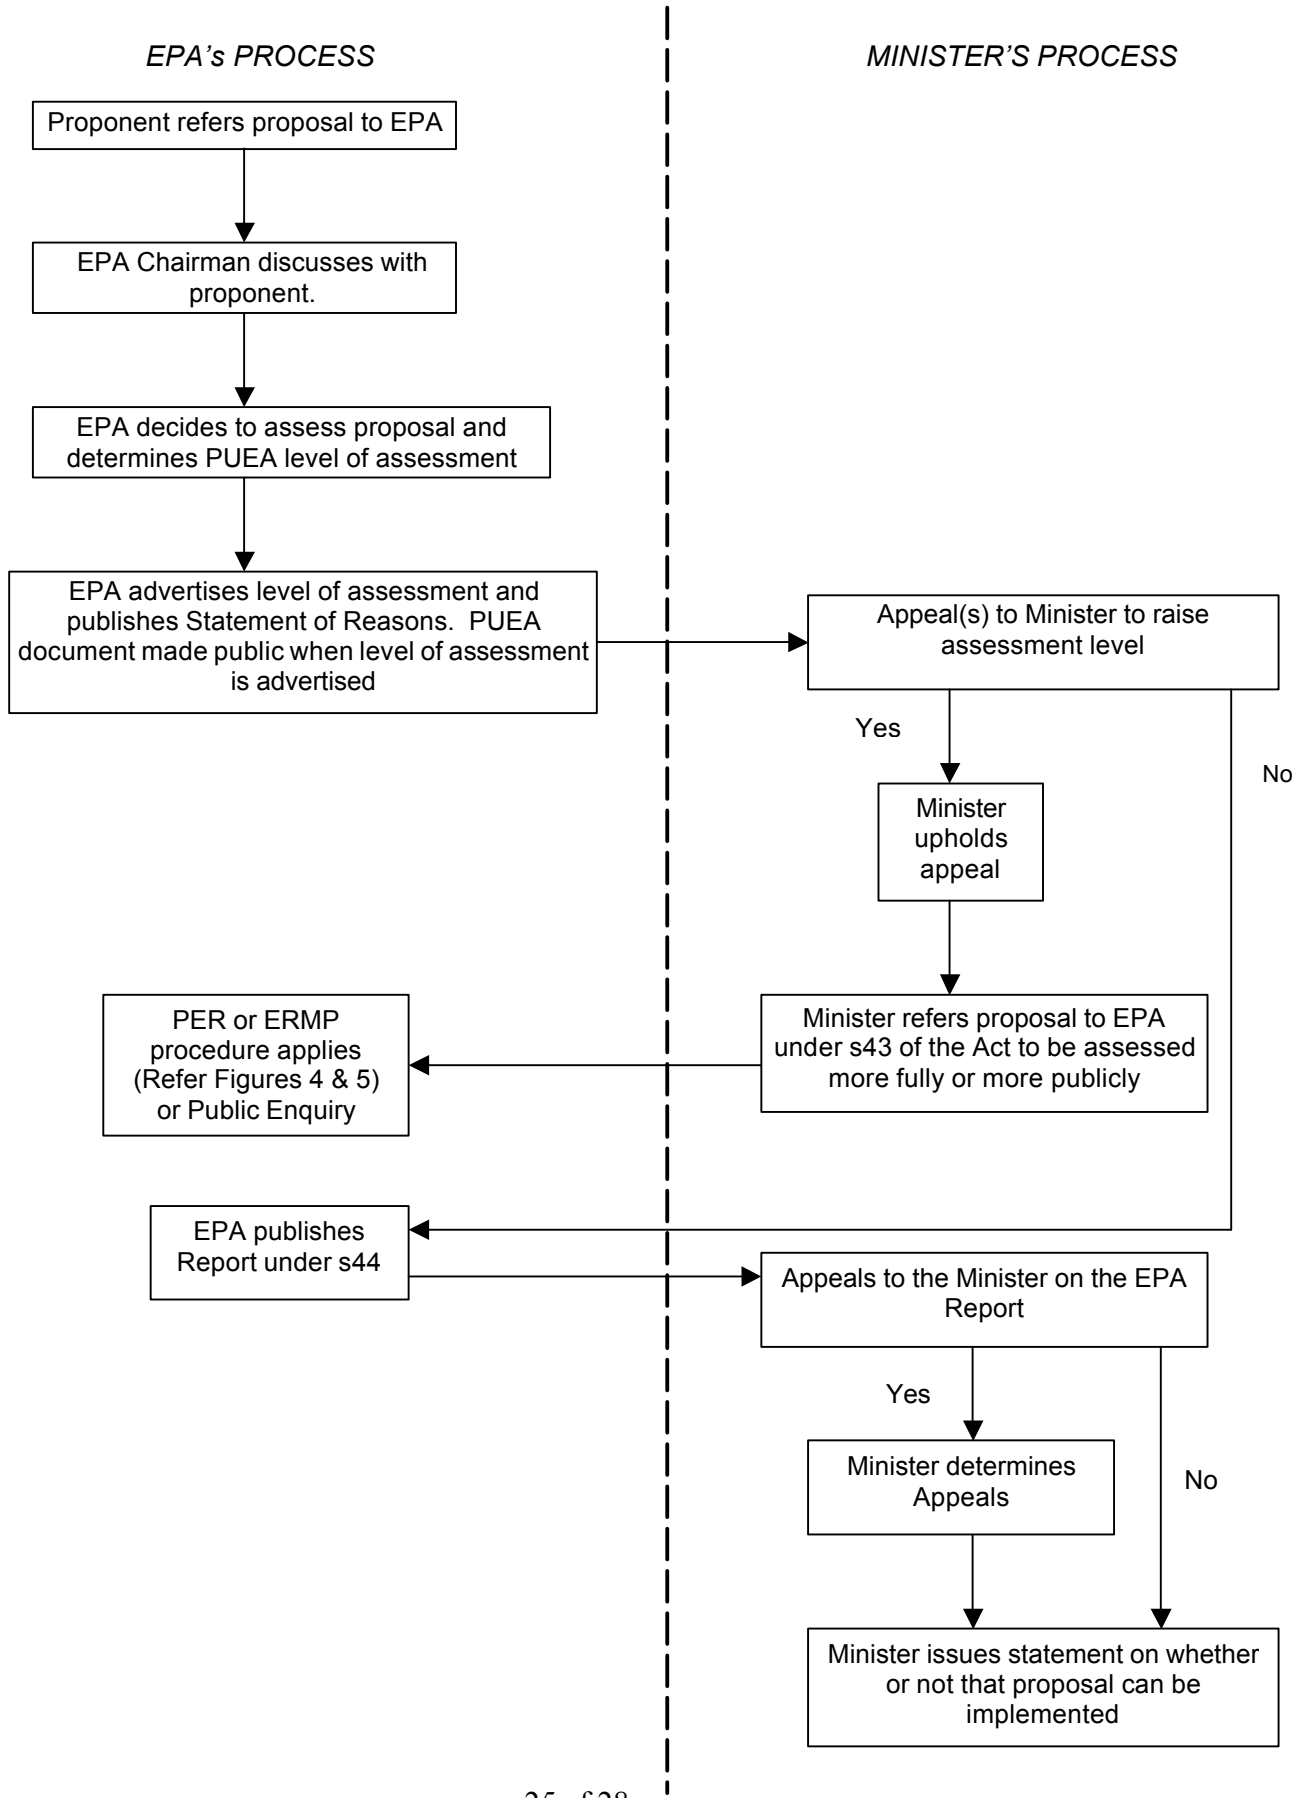 EPA's PROCESS
MINISTER'S PROCESS
Proponent refers proposal to EPA
EPA Chairman discusses with
proponent.
EPA decides to assess proposal and
determines PUEA level of assessment
EPA advertises level of assessment and
publishes Statement of Reasons. PUEA
document made public when level of assessment
is advertised
Appeal(s) to Minister to raise
assessment level
Yes
No
Minister
upholds
appeal
PER or ERMP
procedure applies
(Refer Figures 4 & 5)
or Public Enquiry
Minister refers proposal to EPA
under s43 of the Act to be assessed
more fully or more publicly
EPA publishes
Report under s44
Appeals to the Minister on the EPA
Report
Yes
No
Minister determines
Appeals
Minister issues statement on whether
or not that proposal can be
implemented
25 of 28